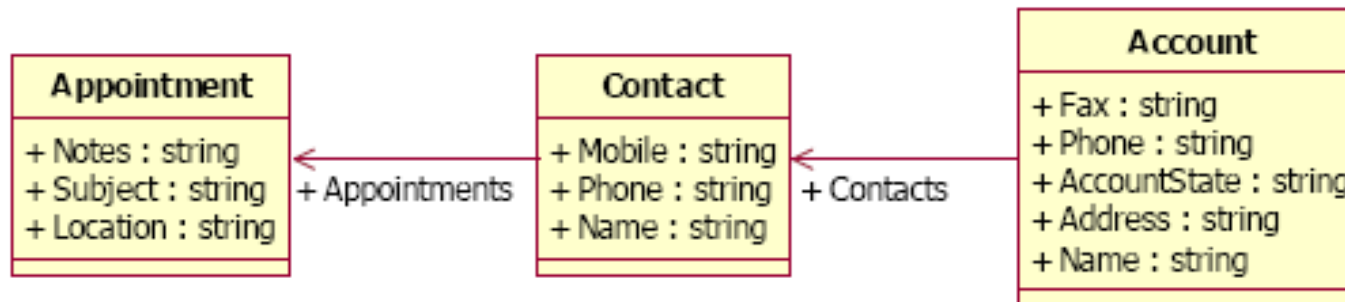 Appointment
+ Notes : string
+ Subject : string
+ Location : string
+ Appointments
Contact
+ Mobile : string
+ Phone : string
+ Name : string
+ Contacts
Account
+ Fax : string
+ Phone : string
+ AccountState : string
+ Address : string
+ Name : string